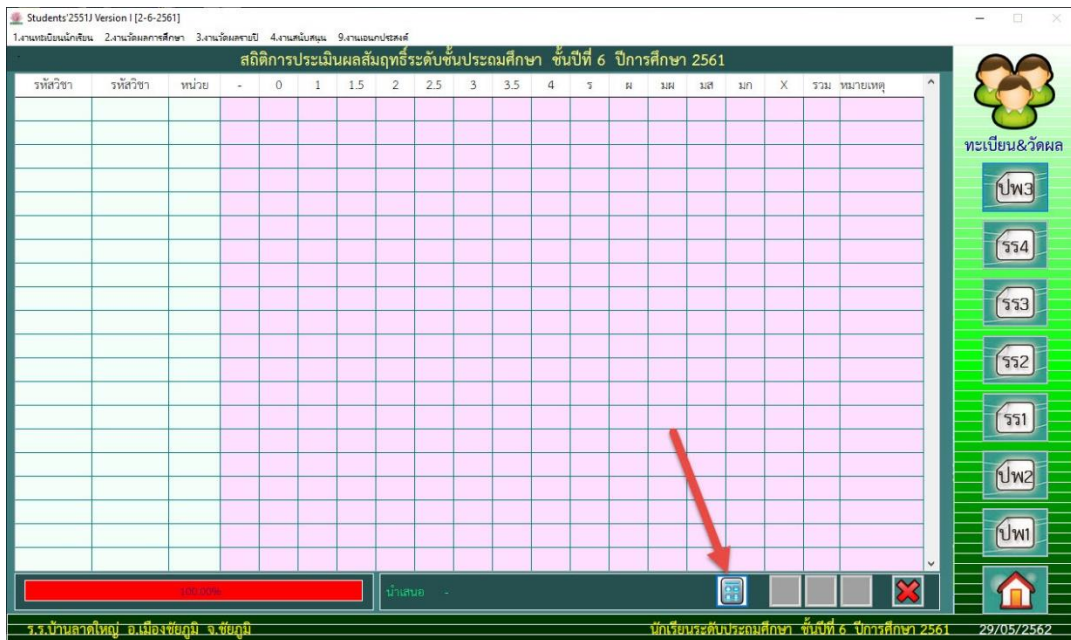 Students'2551J Version I [2-6-2561]
1.งานทะเบียนนักเรียน 2.งานวัดผลการศึกษา 3.งานวัดผลรายปี 4.งานสนับสนุน 9.งานเอนกประสงค์
สถิติการประเมินผลสัมฤทธิ์ระดับชั้นประถมศึกษา ชั้นปีที่ 6 ปีการศึกษา 2561
รหัสวิชา รหัสวิชา หน่วย - 0 1 1.5 2 2.5 3 3.5 4 ร ผ มผ มส มก X รวม หมายเหตุ
ทะเบียน&วัดผล
ปพ3
รร4
รร3
รร2
รร1
ปพ2
ปพ1
100.00% นำเสนอ -
ร.ร.บ้านลาดใหญ่ อ.เมืองชัยภูมิ จ.ชัยภูมิ นักเรียนระดับประถมศึกษา ชั้นปีที่ 6 ปีการศึกษา 2561 29/05/2562